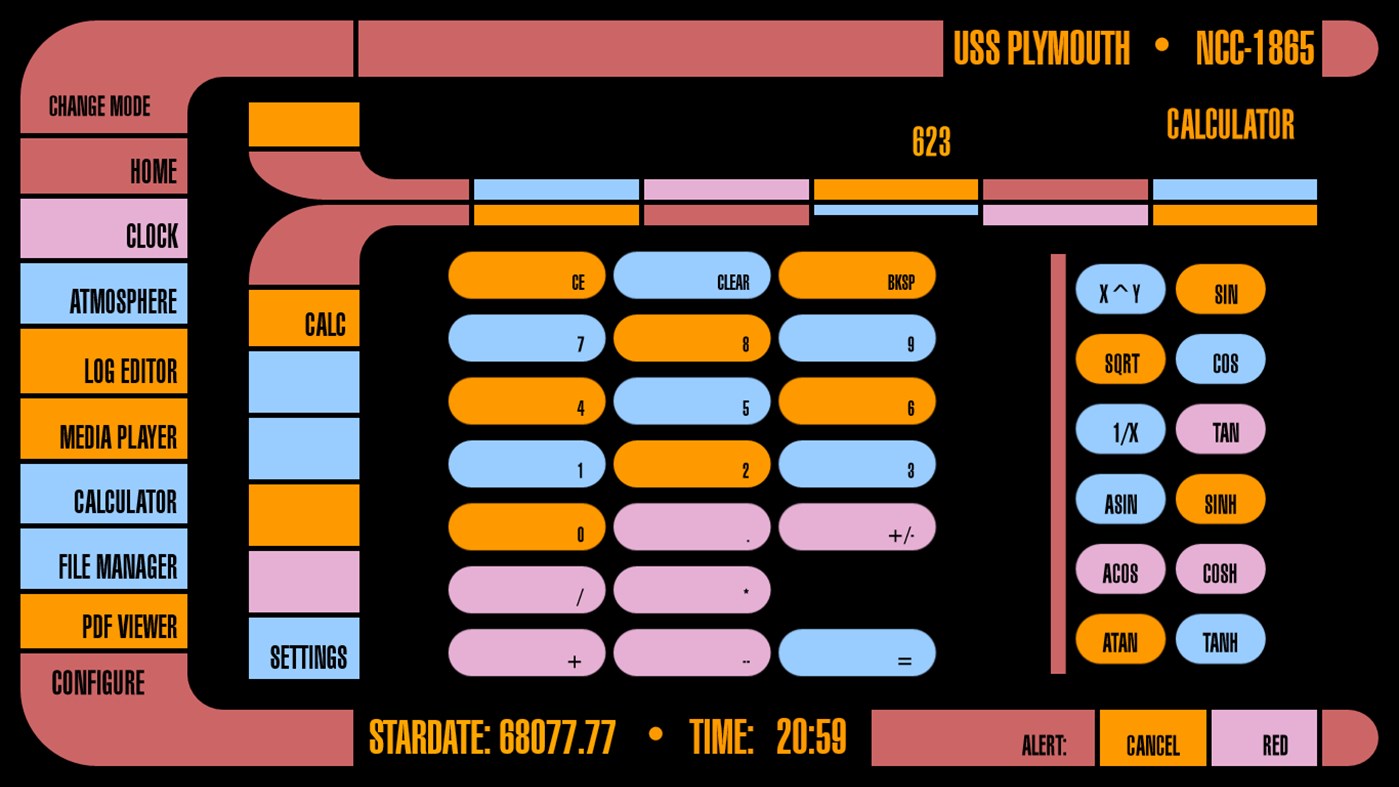 USS PLYMOUTH • NCC-1865
CHANGE MODE
CALCULATOR
623
HOME
CLOCK
ATMOSPHERE
LOG EDITOR
MEDIA PLAYER
CALCULATOR
FILE MANAGER
PDF VIEWER
CONFIGURE
CALC
SETTINGS
CE CLEAR BKSP
7 8 9
4 5 6
1 2 3
0 . +/-
/ *
+ -- =
X^Y SIN
SQRT COS
1/X TAN
ASIN SINH
ACOS COSH
ATAN TANH
STARDATE: 68077.77 • TIME: 20:59
ALERT: CANCEL RED